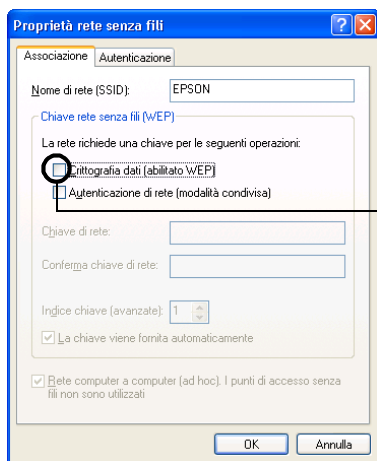 Proprietà rete senza fili
Associazione Autenticazione
Nome di rete (SSID): EPSON
Chiave rete senza fili (WEP)
La rete richiede una chiave per le seguenti operazioni:
Crittografia dati (abilitato WEP)
Autenticazione di rete (modalità condivisa)
Chiave di rete:
Conferma chiave di rete:
Indice chiave (avanzate): 1
La chiave viene fornita automaticamente
Rete computer a computer (ad hoc). I punti di accesso senza
fili non sono utilizzati
OK Annulla